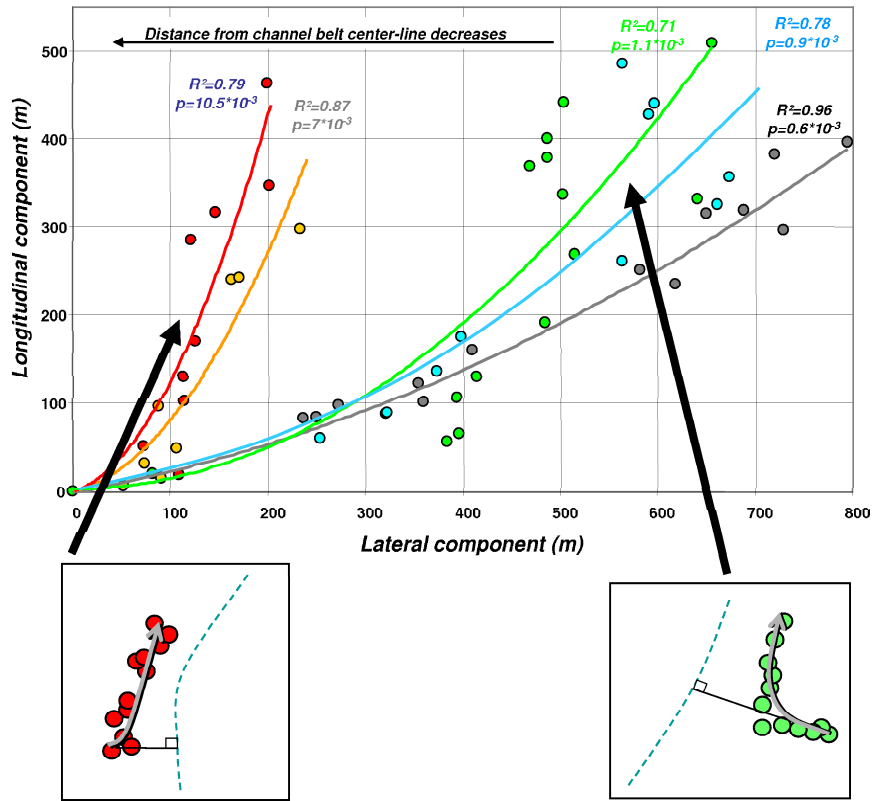 Distance from channel belt center-line decreases
R²=0.71
p=1.1*10-3
R²=0.78
p=0.9*10-3
R²=0.79
p=10.5*10-3
R²=0.87
p=7*10-3
R²=0.96
p=0.6*10-3
Longitudinal component (m)
500
400
300
200
100
0
0 100 200 300 400 500 600 700 800
Lateral component (m)